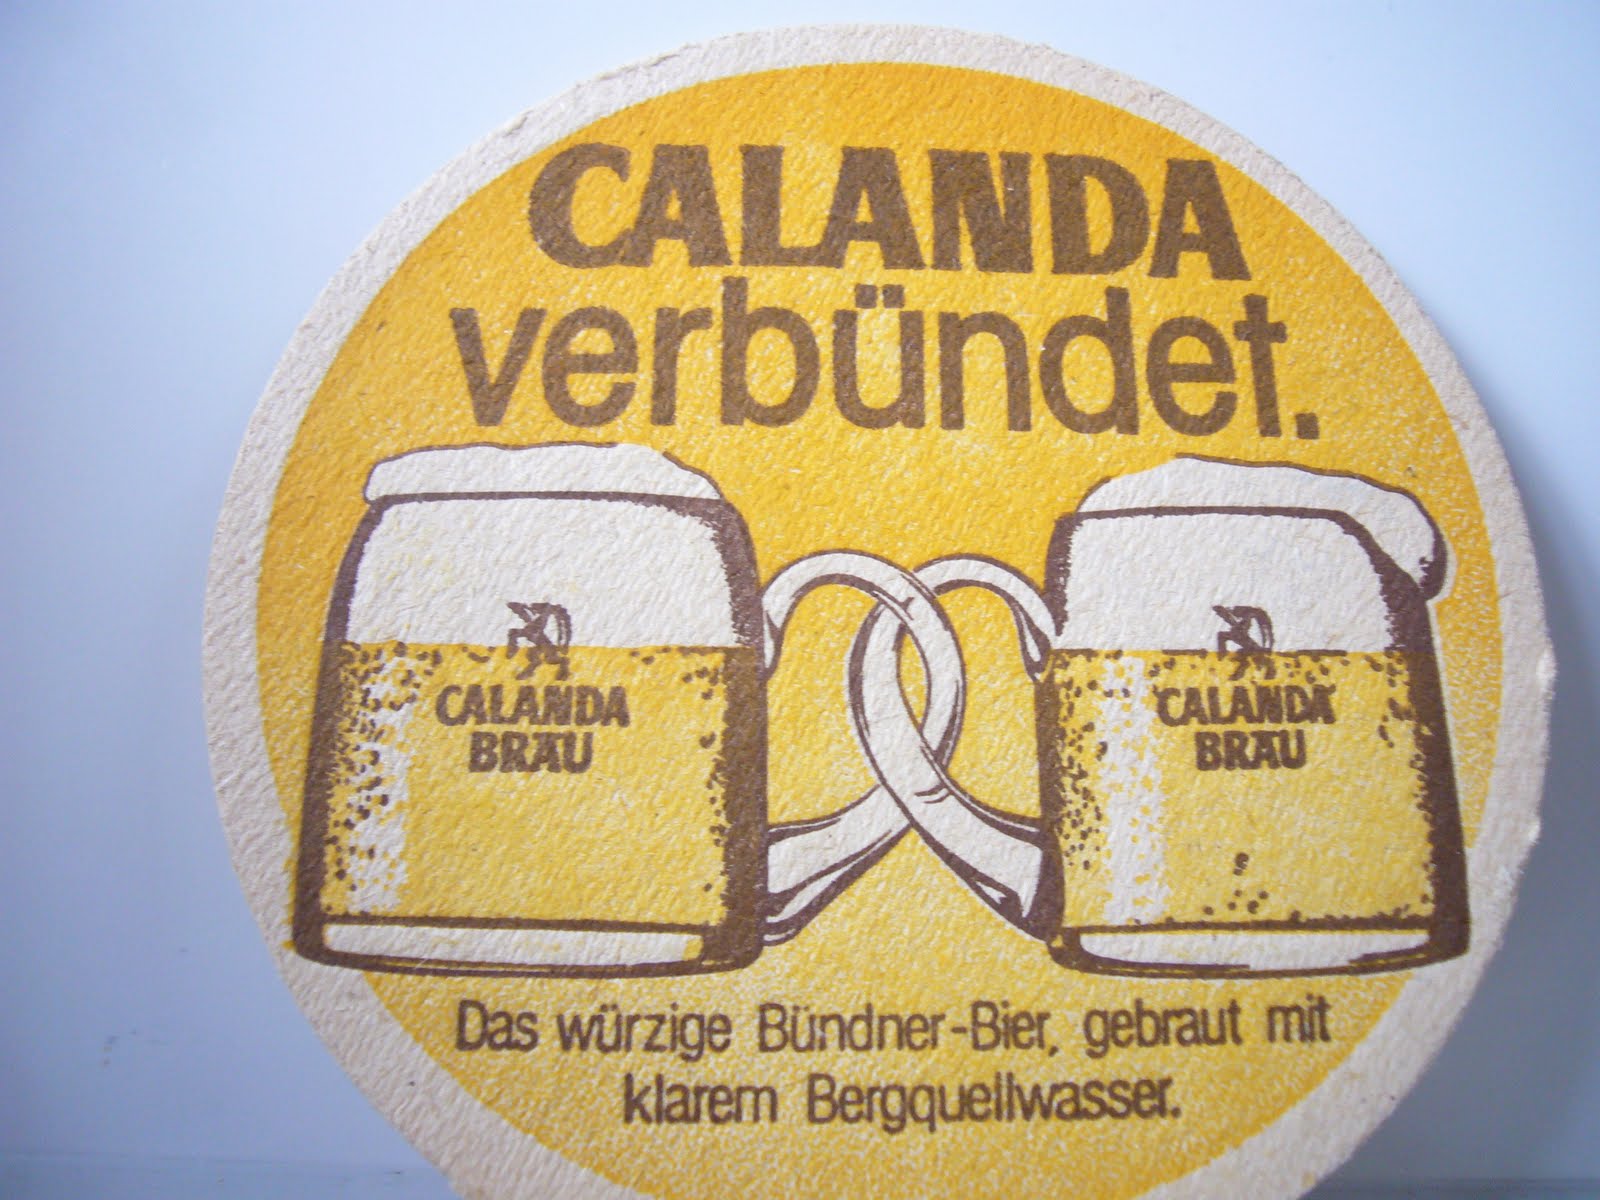 CALANDA
verbündet.
CALANDA
BRÄU
CALANDA
BRÄU
Das würzige Bündner-Bier, gebraut mit
klarem Bergquellwasser.